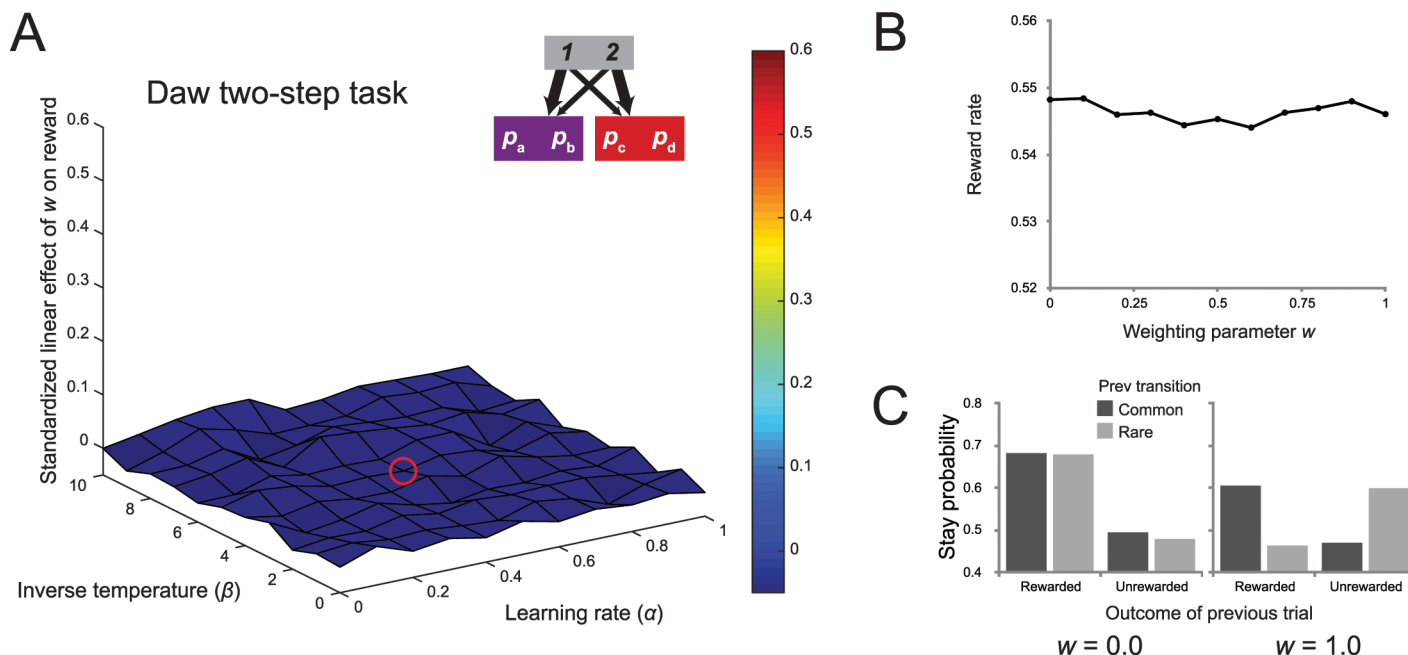 A
Daw two-step task
1 2
p_a p_b p_c p_d
Standardized linear effect of w on reward
0.6
0.5
0.4
0.3
0.2
0.1
0
10
8
6
4
2
0
Inverse temperature (β)
0
0.2
0.4
0.6
0.8
1
Learning rate (α)
0.6
0.5
0.4
0.3
0.2
0.1
0
B
Reward rate
0.56
0.55
0.54
0.53
0.52
0 0.25 0.5 0.75 1
Weighting parameter w
C
Stay probability
0.8
0.7
0.6
0.5
0.4
Prev transition
Common
Rare
Rewarded Unrewarded Rewarded Unrewarded
Outcome of previous trial
w = 0.0 w = 1.0